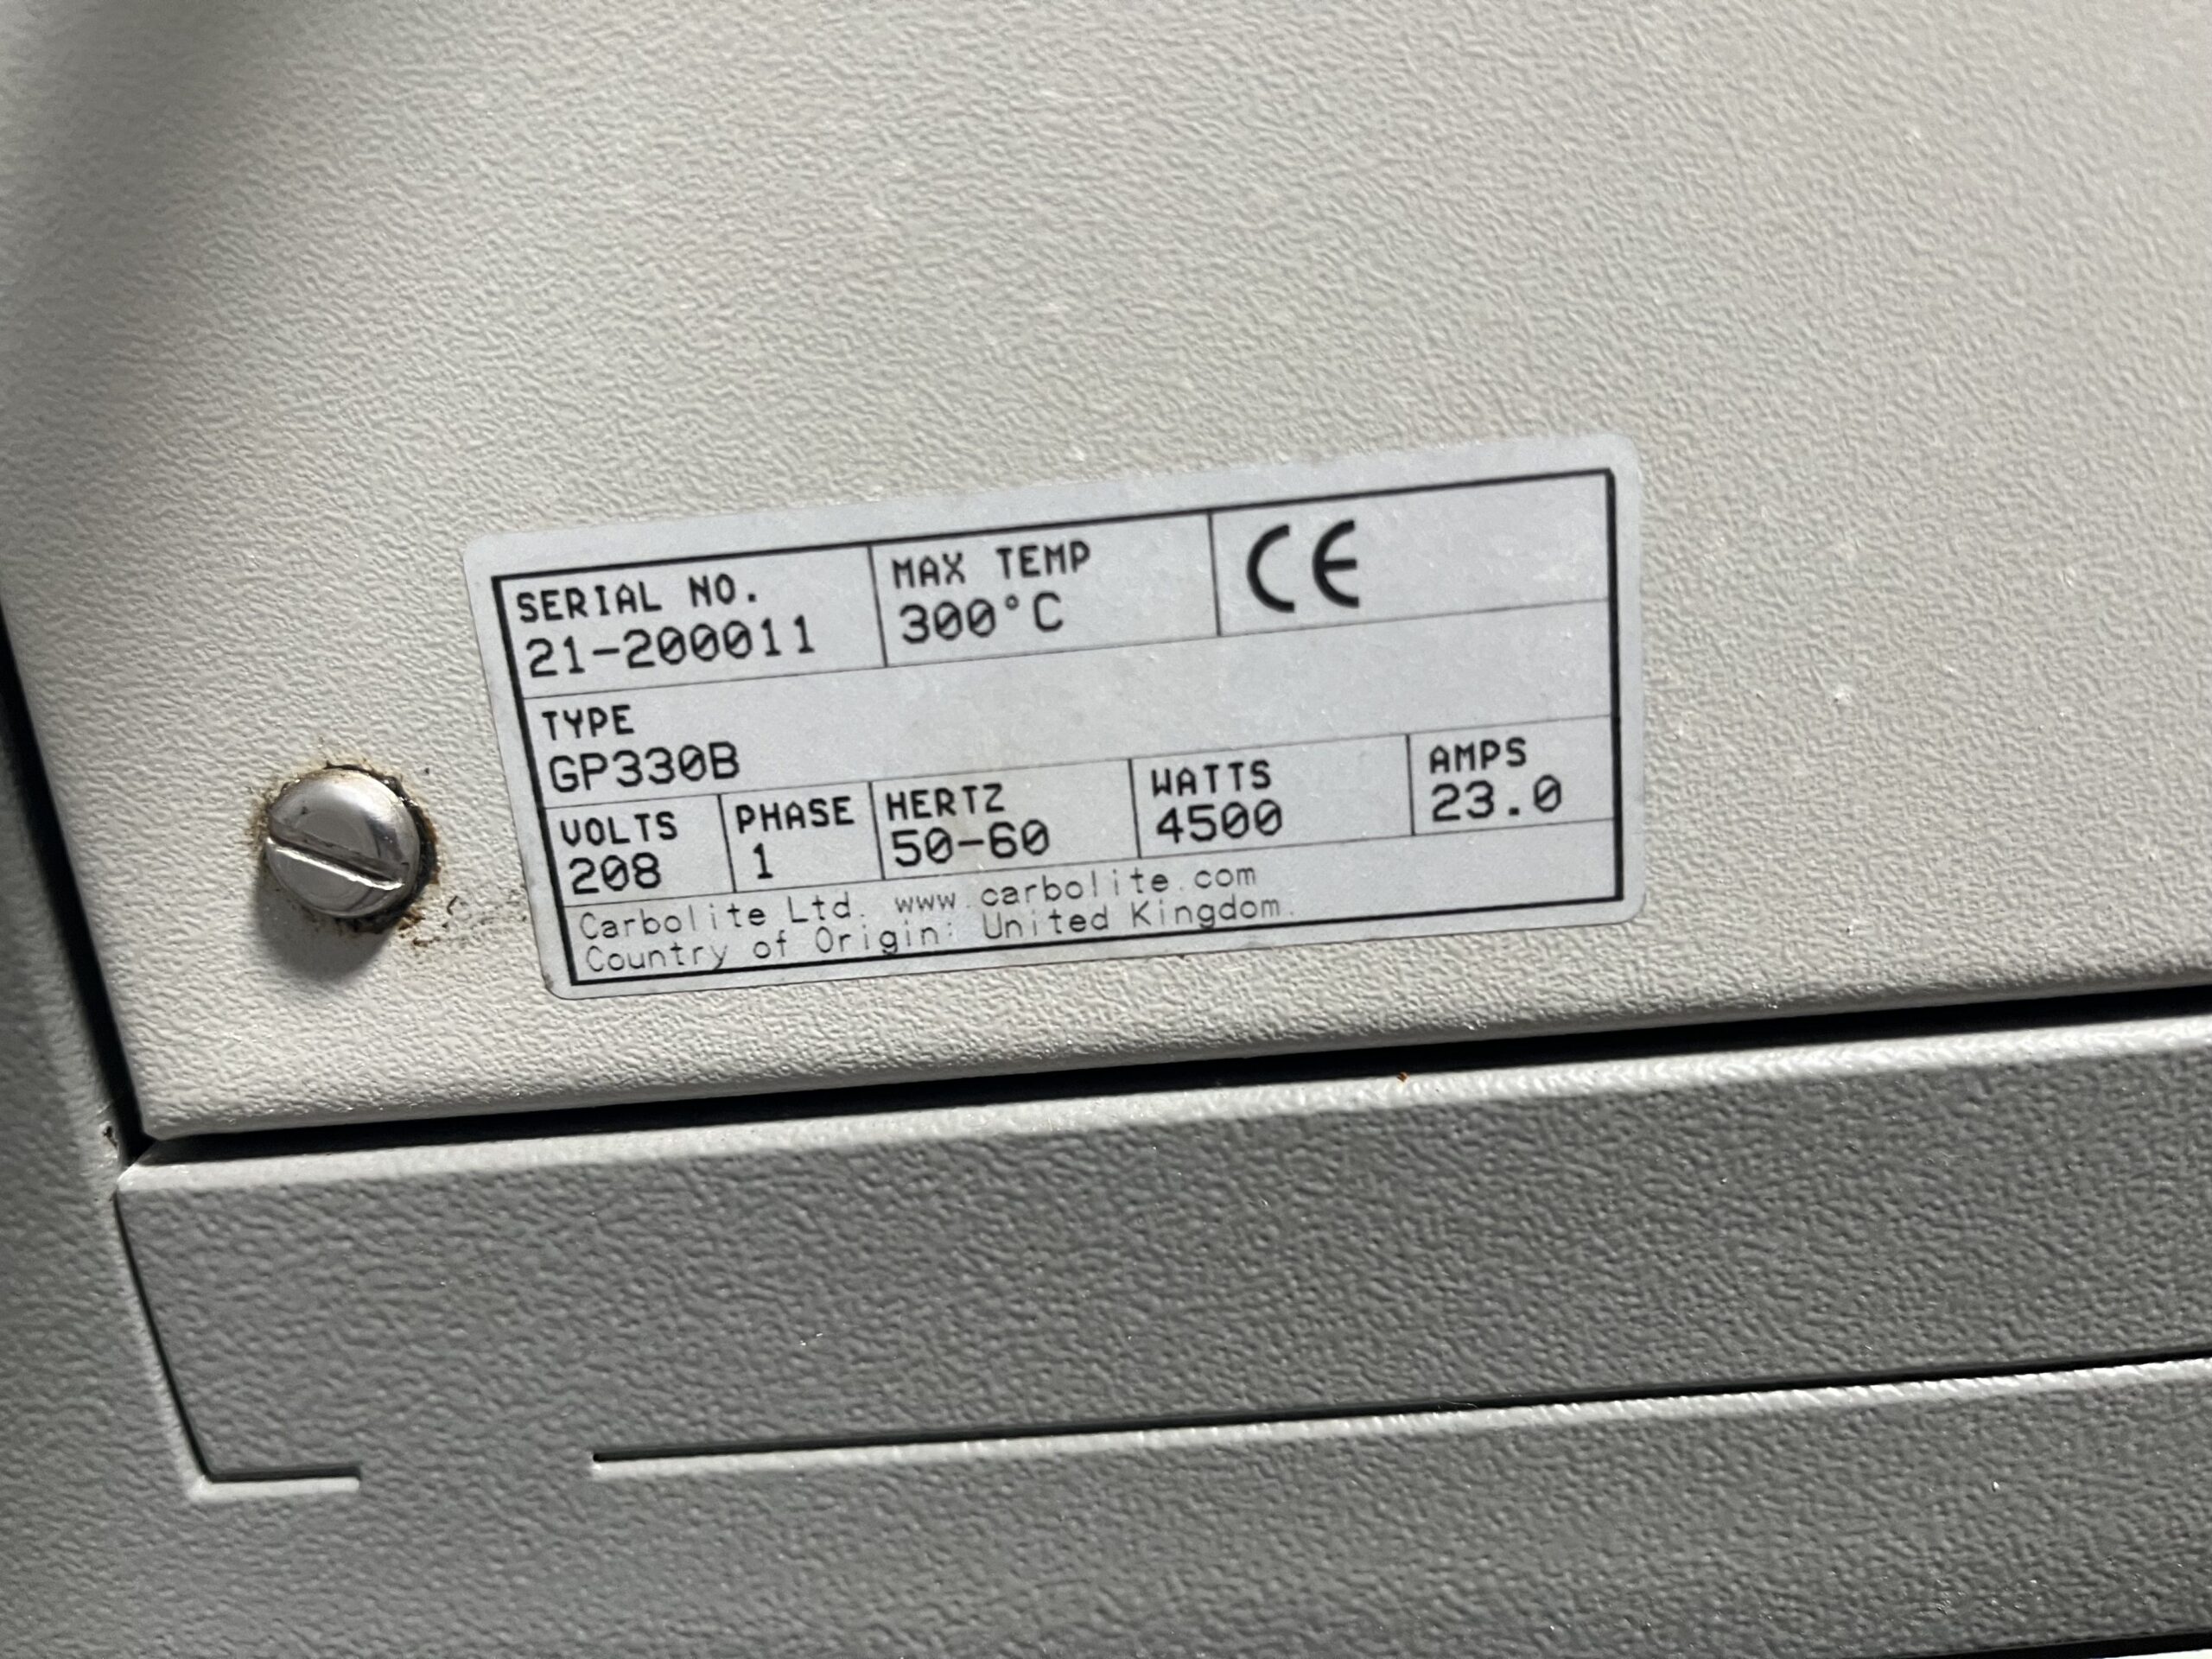 SERIAL NO. MAX TEMP CE
21-200011 300°C
TYPE
GP330B
VOLTS PHASE HERTZ WATTS AMPS
208 1 50-60 4500 23.0
Carbolite Ltd. www.carbolite.com
Country of Origin: United Kingdom.